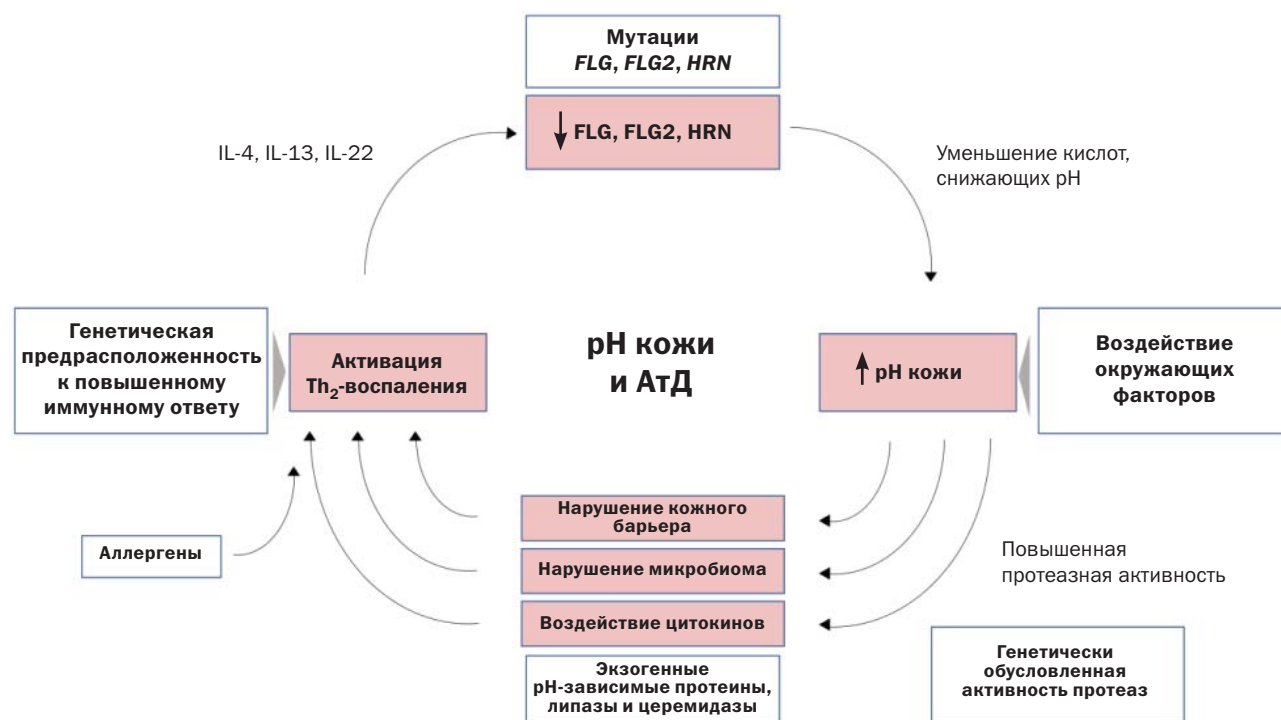 Мутации
FLG, FLG2, HRN
↓ FLG, FLG2, HRN
IL-4, IL-13, IL-22
Уменьшение кислот,
снижающих pH
Генетическая
предрасположенность
к повышенному
иммунному ответу
Активация
Th₂-воспаления
pH кожи
и АтД
↑ pH кожи
Воздействие
окружающих
факторов
Аллергены
Нарушение кожного
барьера
Нарушение микробиома
Воздействие цитокинов
Экзогенные
pH-зависимые протеины,
липазы и церемидазы
Повышенная
протеазная активность
Генетически
обусловленная
активность протеаз